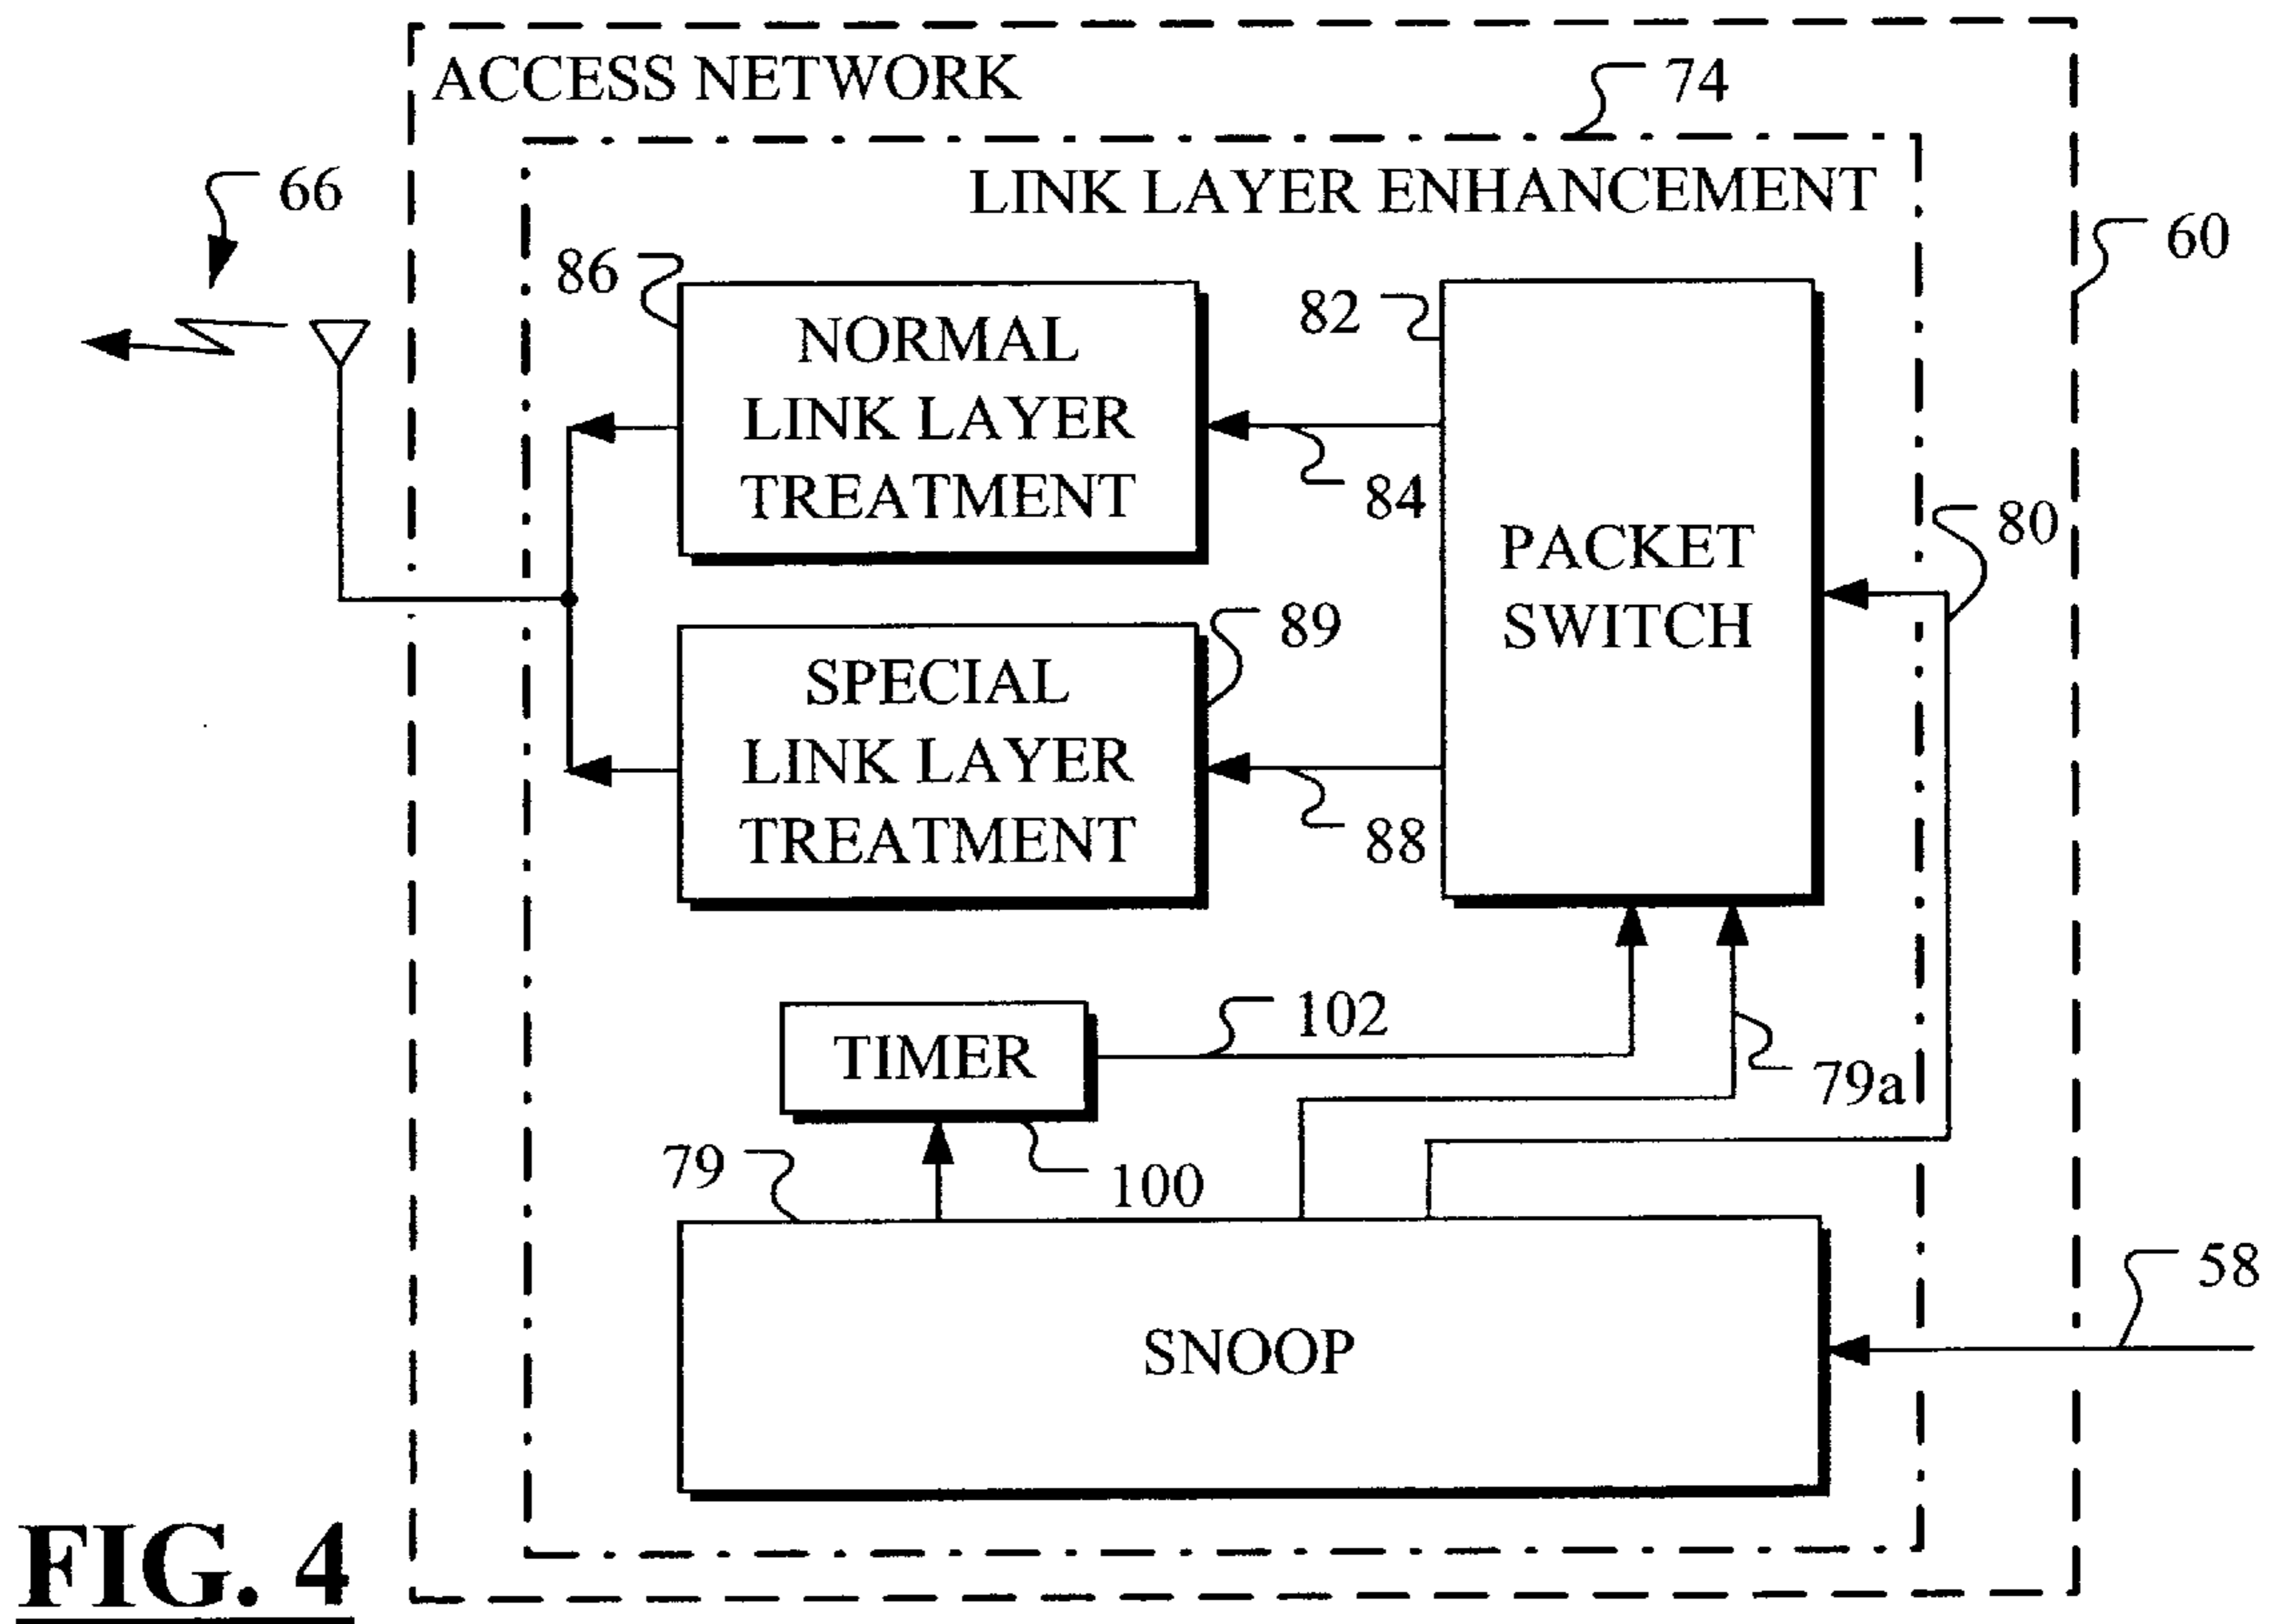 ACCESS NETWORK
74
LINK LAYER ENHANCEMENT
66
60
86
NORMAL
LINK LAYER
TREATMENT
82
84
PACKET
SWITCH
80
89
SPECIAL
LINK LAYER
TREATMENT
88
TIMER
102
79a
79
100
58
SNOOP
FIG. 4